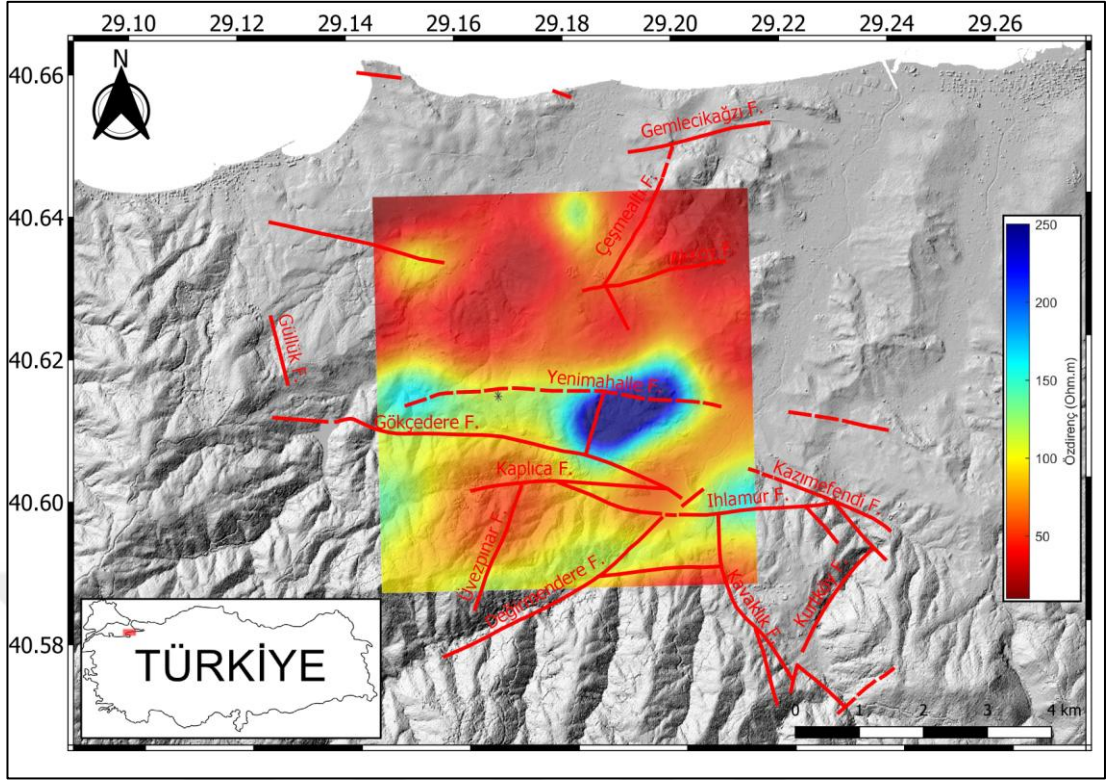 29.10 29.12 29.14 29.16 29.18 29.20 29.22 29.24 29.26
40.66
40.64
40.62
40.60
40.58
N
Gemlecikağzı F.
Çeşmealtı F.
Güllük F.
Yenimahalle F.
Gökçedere F.
Kaplıca F.
Üvezpınar F.
Ihlamur F.
Kazımefendi F.
Değirmendere F.
Kavaklık F.
Kurtköy F.
250
200
150
100
50
Özdirenç (Ohm.m)
TÜRKİYE
0 1 2 3 4 km